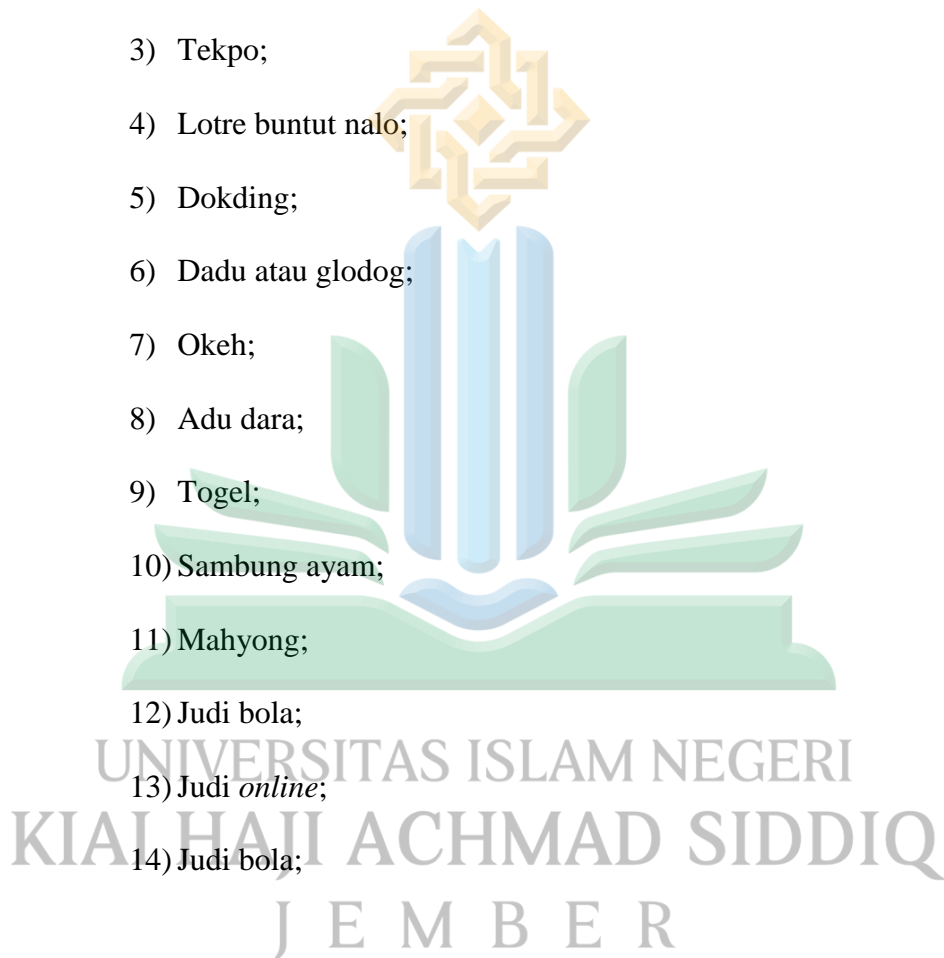 3) Tekpo;
4) Lotre buntut nalo;
5) Dokding;
6) Dadu atau glodog;
7) Okeh;
8) Adu dara;
9) Togel;
10) Sambung ayam;
11) Mahyong;
12) Judi bola;
UNIVERSITAS ISLAM NEGERI
13) Judi online;
KIAI HAJI ACHMAD SIDDIQ
14) Judi bola;
JEMBER